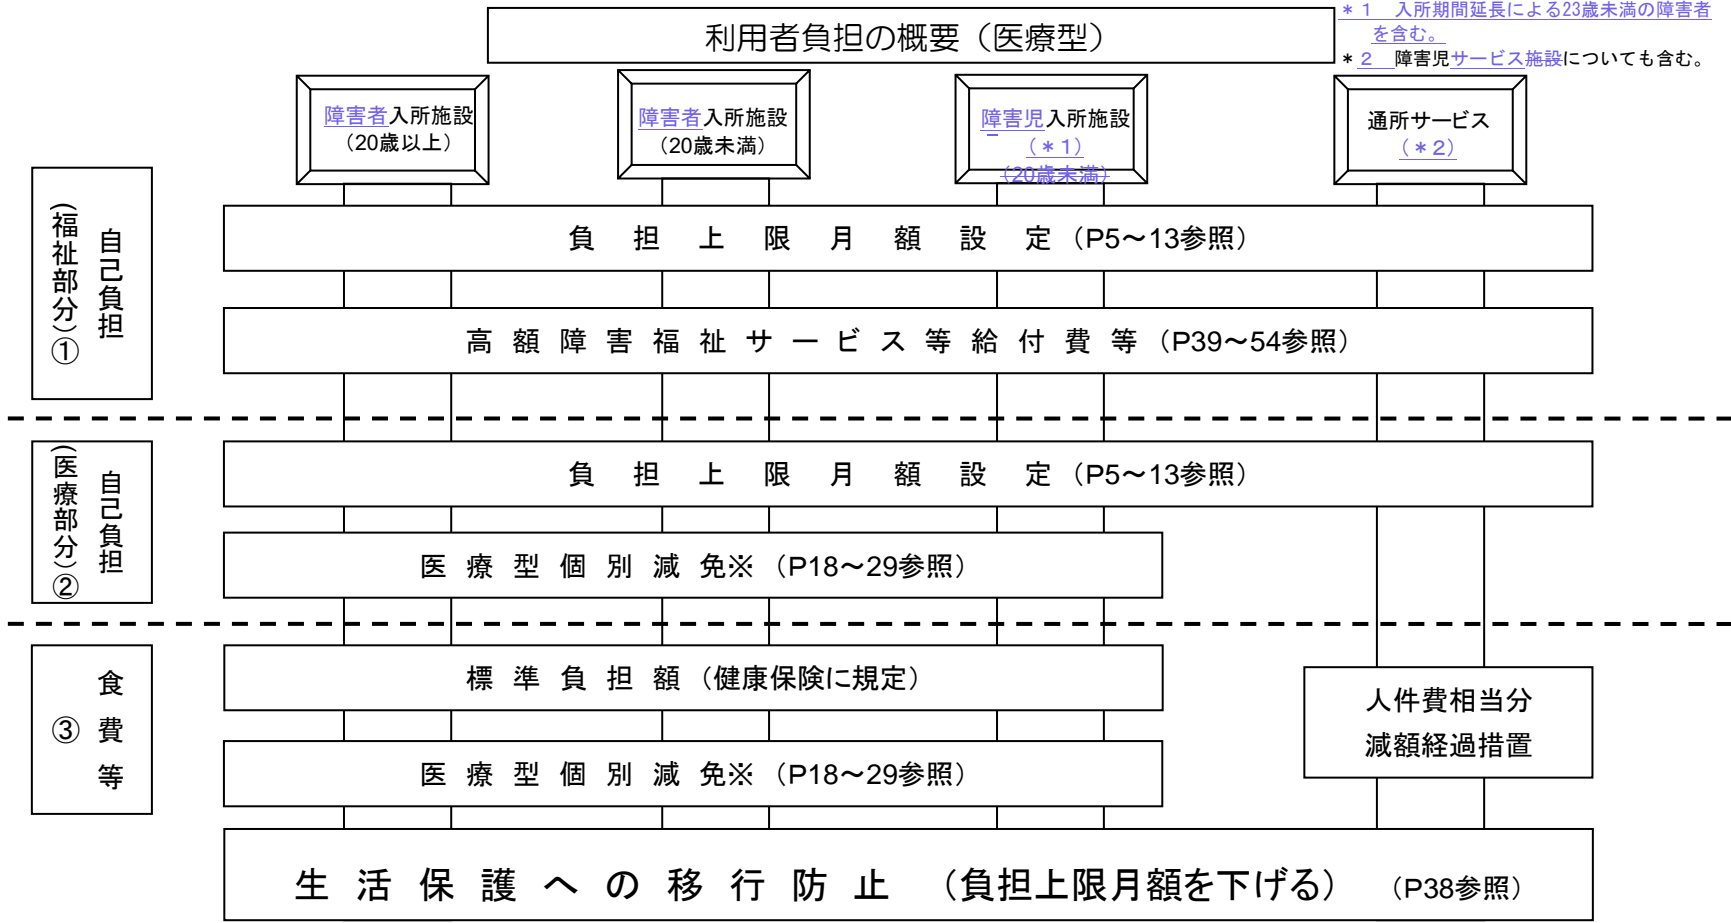 利用者負担の概要（医療型）
＊１　入所期間延長による23歳未満の障害者
を含む。
＊２　障害児サービス施設についても含む。
障害者入所施設
（20歳以上）
障害者入所施設
（20歳未満）
障害児入所施設
（＊１）
（20歳未満）
通所サービス
（＊２）
自己負担
（福祉部分）①
負担上限月額設定（P5～13参照）
高額障害福祉サービス等給付費等（P39～54参照）
自己負担
（医療部分）②
負担上限月額設定（P5～13参照）
医療型個別減免※（P18～29参照）
食費等
③
標準負担額（健康保険に規定）
人件費相当分
減額経過措置
医療型個別減免※（P18～29参照）
生活保護への移行防止　（負担上限月額を下げる）　（P38参照）